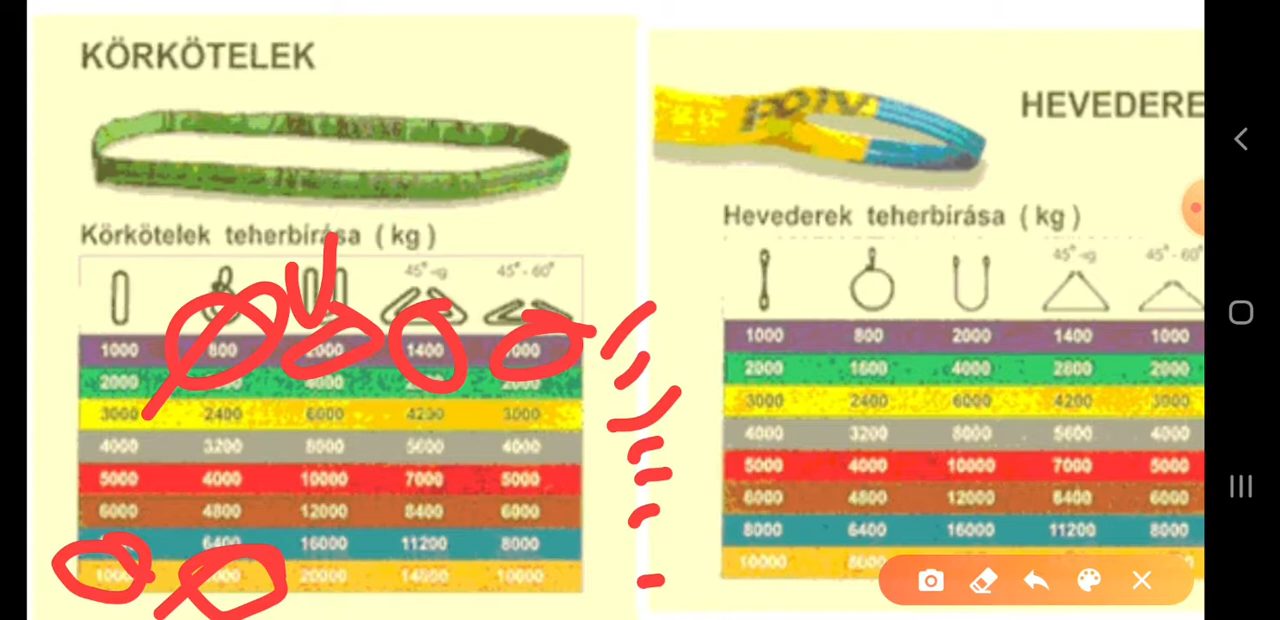 KÖRKÖTELEK
Körkötelek teherbírása ( kg )
45°-ig 45° - 60°
1000 800 2000 1400 1000
2000 4000 2000
3000 2400 6000 4200 3000
4000 3200 8000 5600 4000
5000 4000 10000 7000 5000
6000 4800 12000 8400 6000
6400 16000 11200 8000
20000 14000 10000
HEVEDERE
Hevederek teherbírása ( kg )
45°-ig 45° - 60°
1000 800 2000 1400 1000
2000 1600 4000 2800 2000
3000 2400 6000 4200 3000
4000 3200 8000 5600 4000
5000 4000 10000 7000 5000
6000 4800 12000 8400 6000
8000 6400 16000 11200 8000
10000 8000